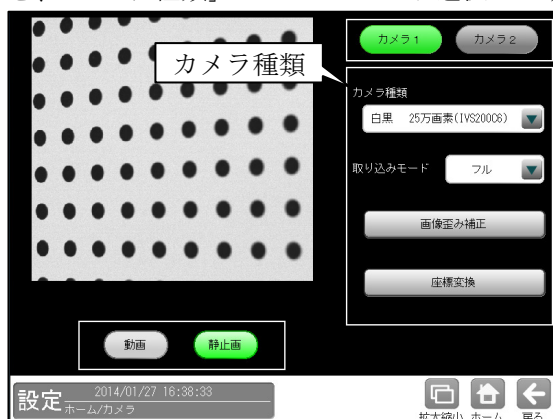 カメラ1
カメラ2
カメラ種類
カメラ種類
白黒 25万画素(IVS200C6)
取り込みモード
フル
画像歪み補正
座標変換
動画
静止画
設定
2014/01/27 16:38:33
ホーム/カメラ
拡大縮小
ホーム
戻る